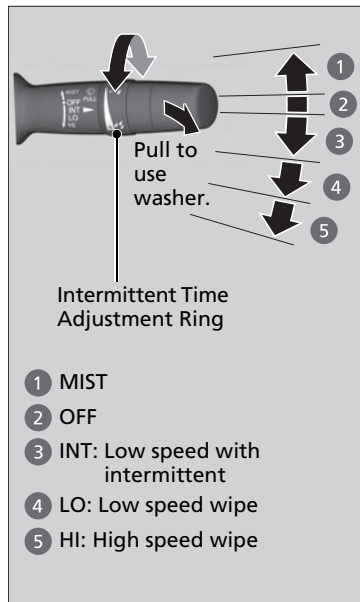 MIST
OFF
PULL
INT
LO
HI
1
2
3
4
5
Pull to
use
washer.
Intermittent Time
Adjustment Ring
1 MIST
2 OFF
3 INT: Low speed with
intermittent
4 LO: Low speed wipe
5 HI: High speed wipe